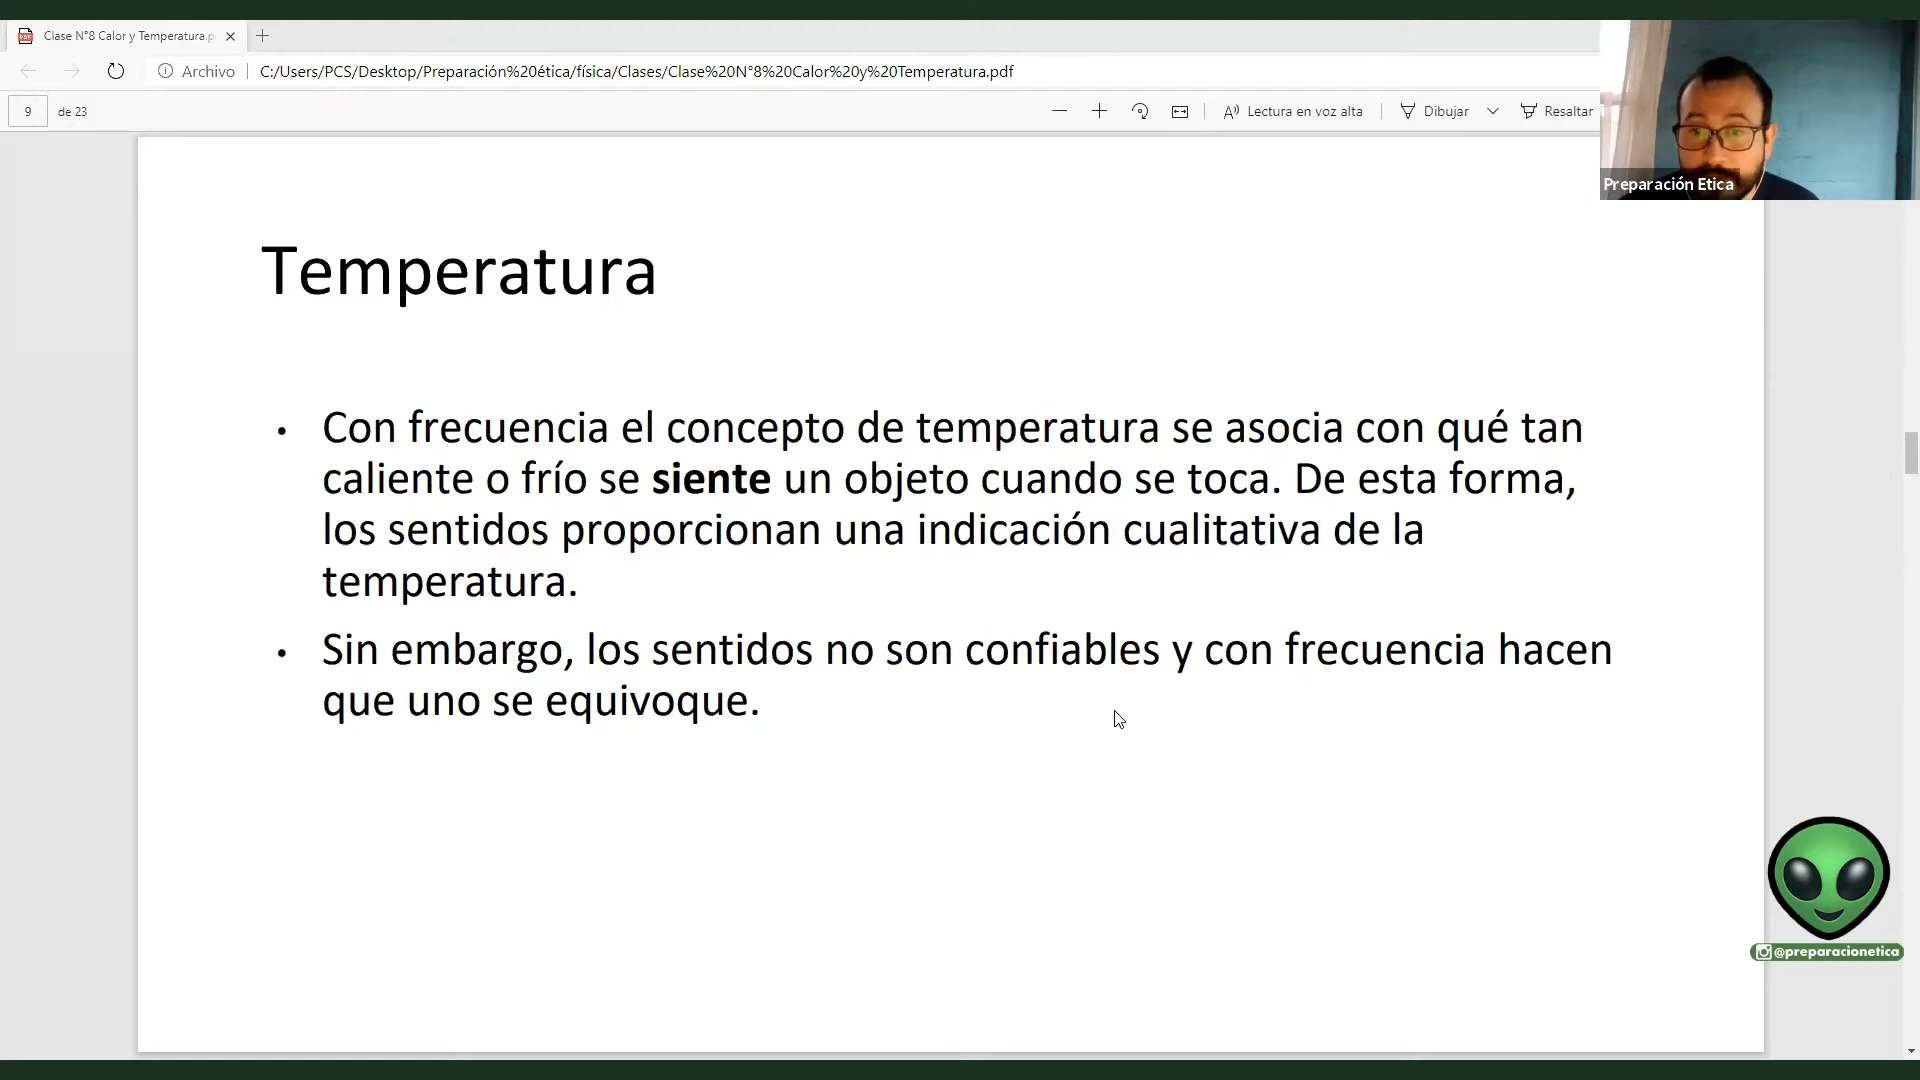 Clase N°8 Calor y Temperatura.p
Archivo
C:/Users/PCS/Desktop/Preparación%20ética/física/Clases/Clase%20N°8%20Calor%20y%20Temperatura.pdf
9 de 23
Lectura en voz alta
Dibujar
Resaltar
Preparación Etica
Temperatura
• Con frecuencia el concepto de temperatura se asocia con qué tan
caliente o frío se siente un objeto cuando se toca. De esta forma,
los sentidos proporcionan una indicación cualitativa de la
temperatura.
• Sin embargo, los sentidos no son confiables y con frecuencia hacen
que uno se equivoque.
@preparacionetica